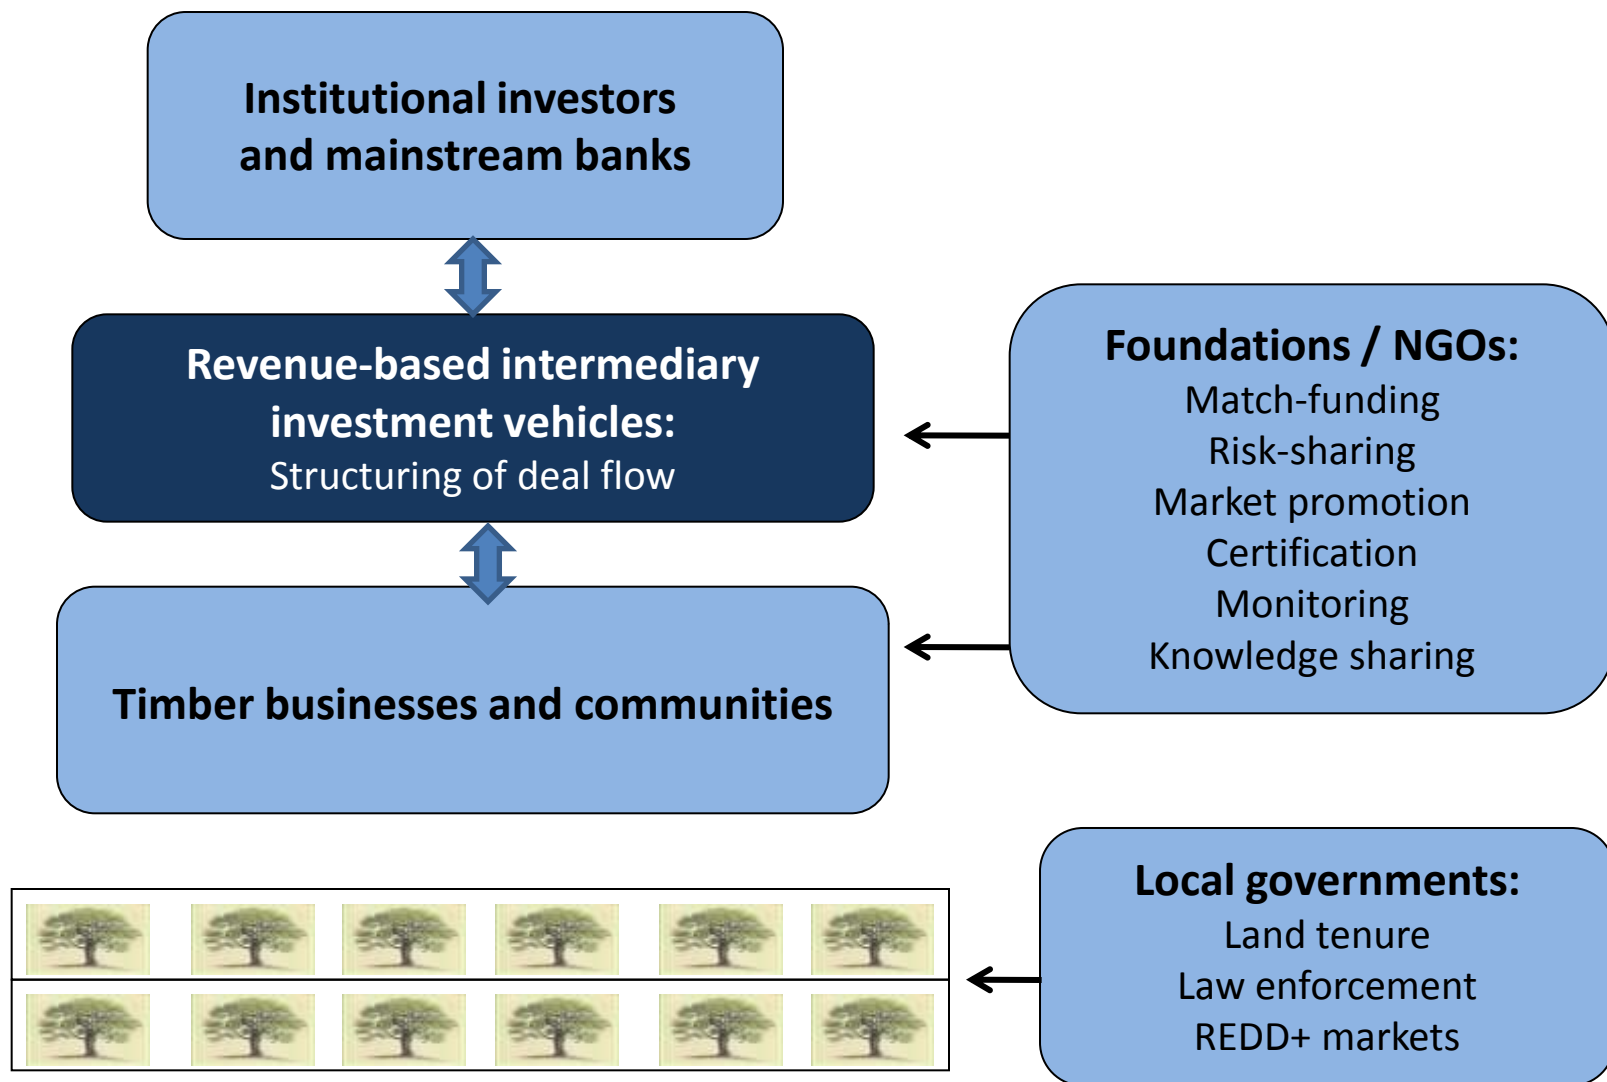 Institutional investors
and mainstream banks
Revenue-based intermediary
investment vehicles:
Structuring of deal flow
Timber businesses and communities
Foundations / NGOs:
Match-funding
Risk-sharing
Market promotion
Certification
Monitoring
Knowledge sharing
Local governments:
Land tenure
Law enforcement
REDD+ markets